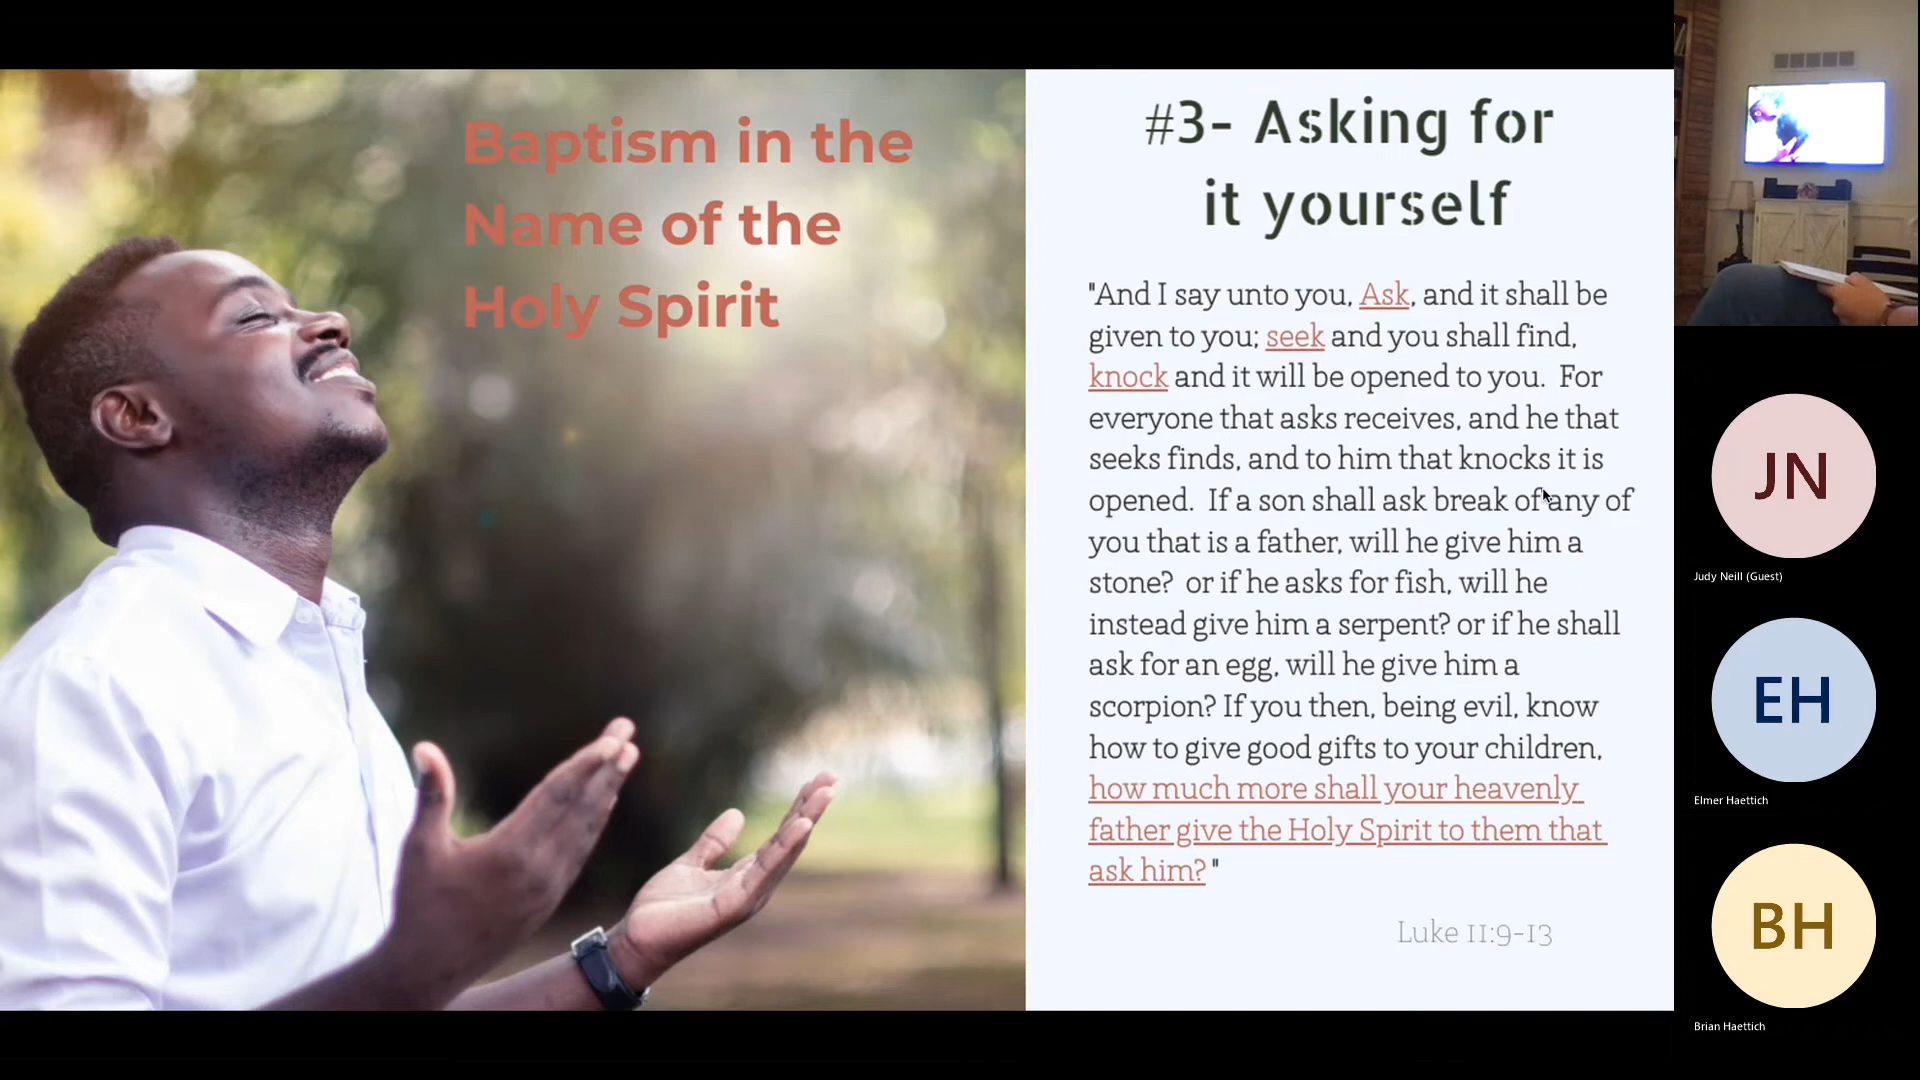 Baptism in the
Name of the
Holy Spirit
#3- Asking for
it yourself
"And I say unto you, Ask, and it shall be
given to you; seek and you shall find,
knock and it will be opened to you.  For
everyone that asks receives, and he that
seeks finds, and to him that knocks it is
opened.  If a son shall ask break of any of
you that is a father, will he give him a
stone?  or if he asks for fish, will he
instead give him a serpent? or if he shall
ask for an egg, will he give him a
scorpion? If you then, being evil, know
how to give good gifts to your children,
how much more shall your heavenly
father give the Holy Spirit to them that
ask him? "
Luke 11:9-13
JN
Judy Neill (Guest)
EH
Elmer Haettich
BH
Brian Haettich